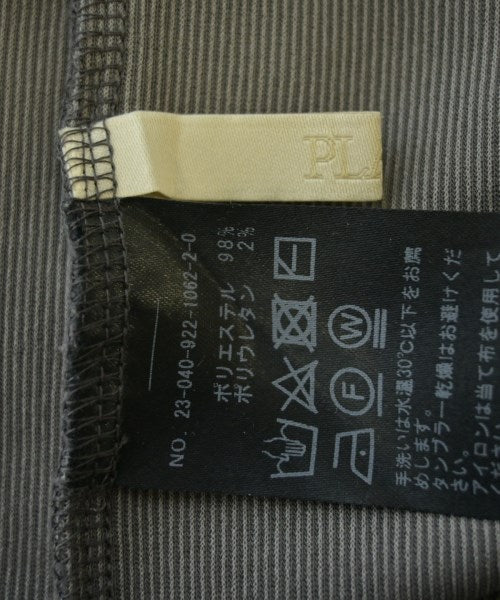 PL
NO: 23-040-922-1062-2-0
ポリエステル 98%
ポリウレタン 2%
W
F
手洗いは水温30℃以下をお薦
めします。
タンブラー乾燥はお避けくだ
さい。
アイロンは当て布を使用して